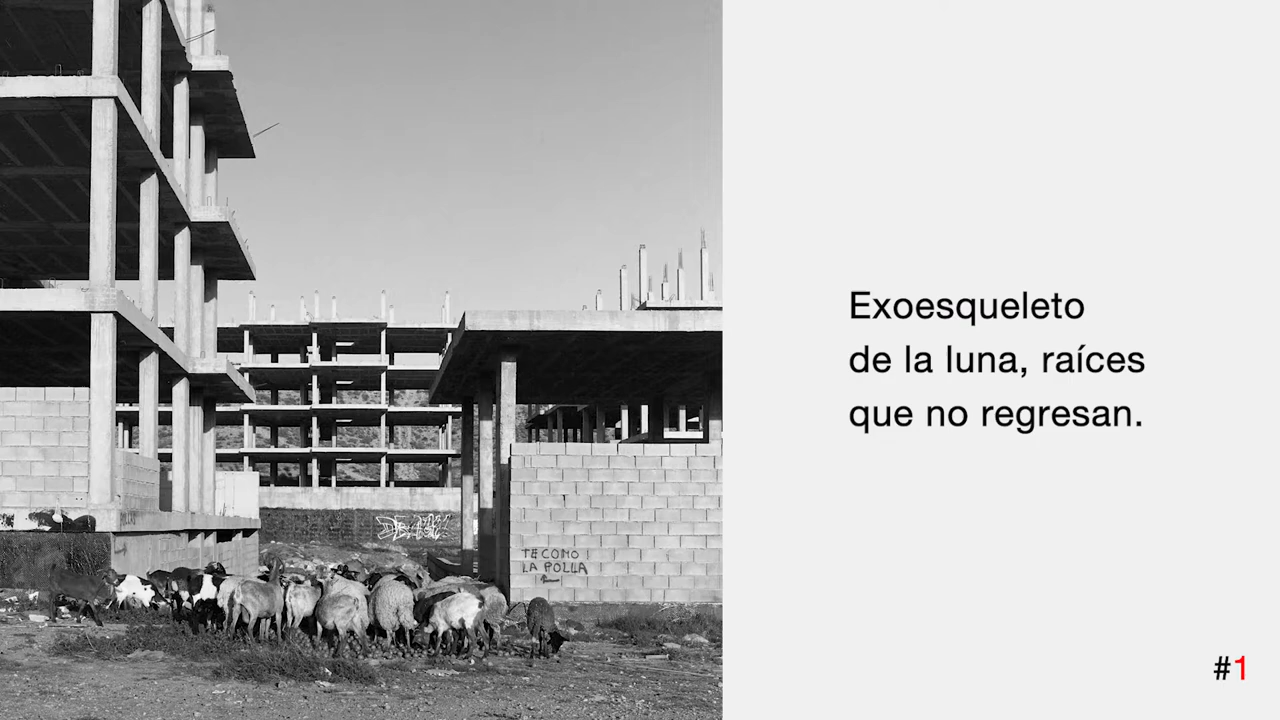 TE COMO
LA POLLA
Exoesqueleto
de la luna, raíces
que no regresan.
#1